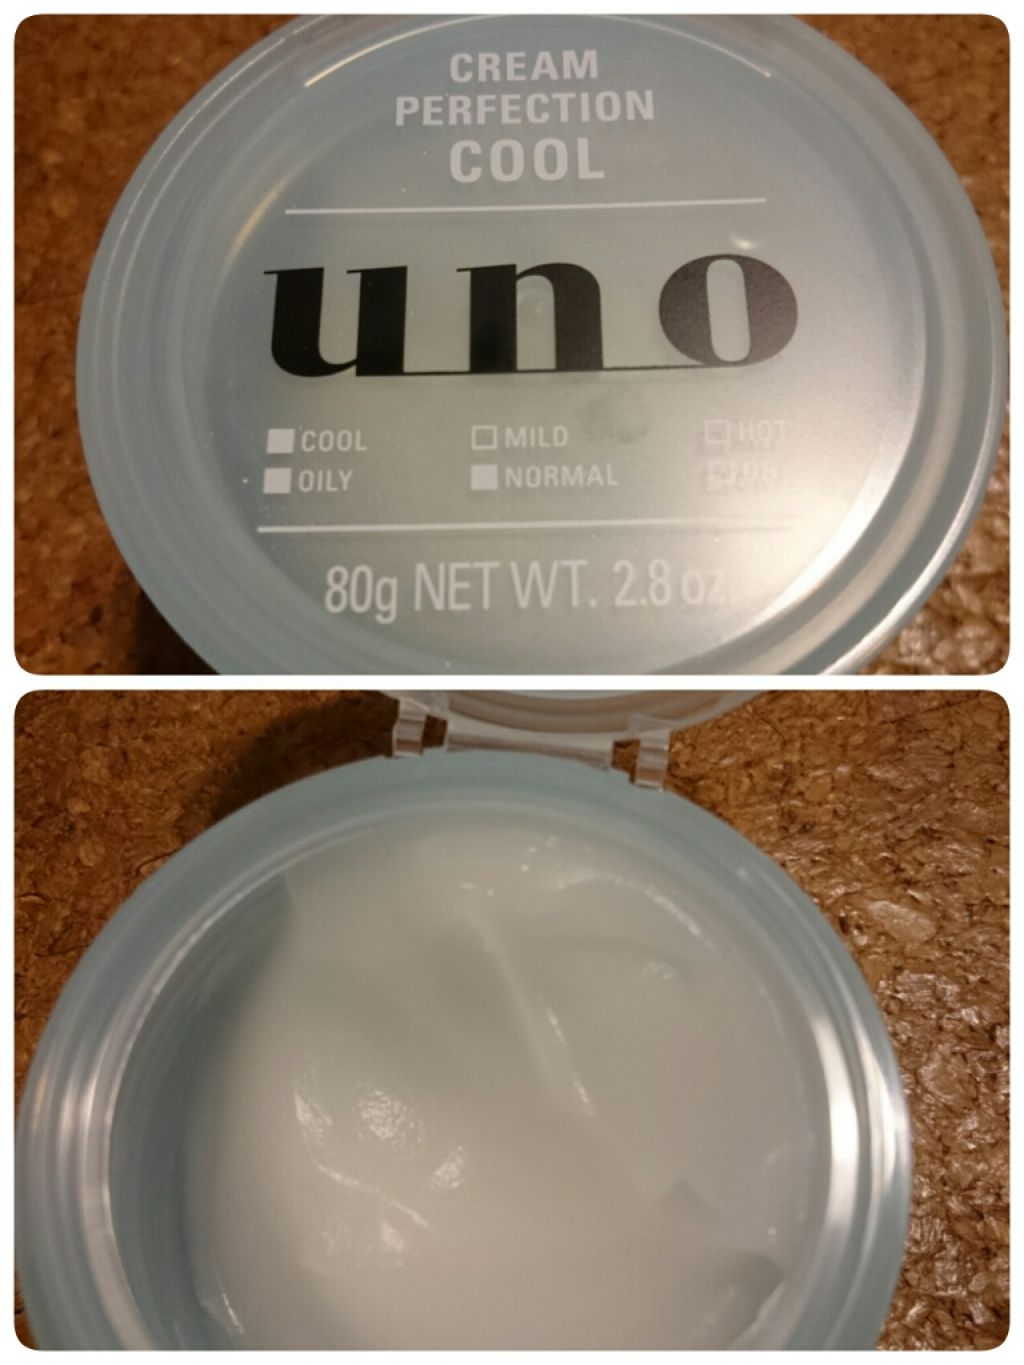 CREAM
PERFECTION
COOL
uno
COOL MILD HOT
OILY NORMAL
80g NET WT. 2.8 oz.